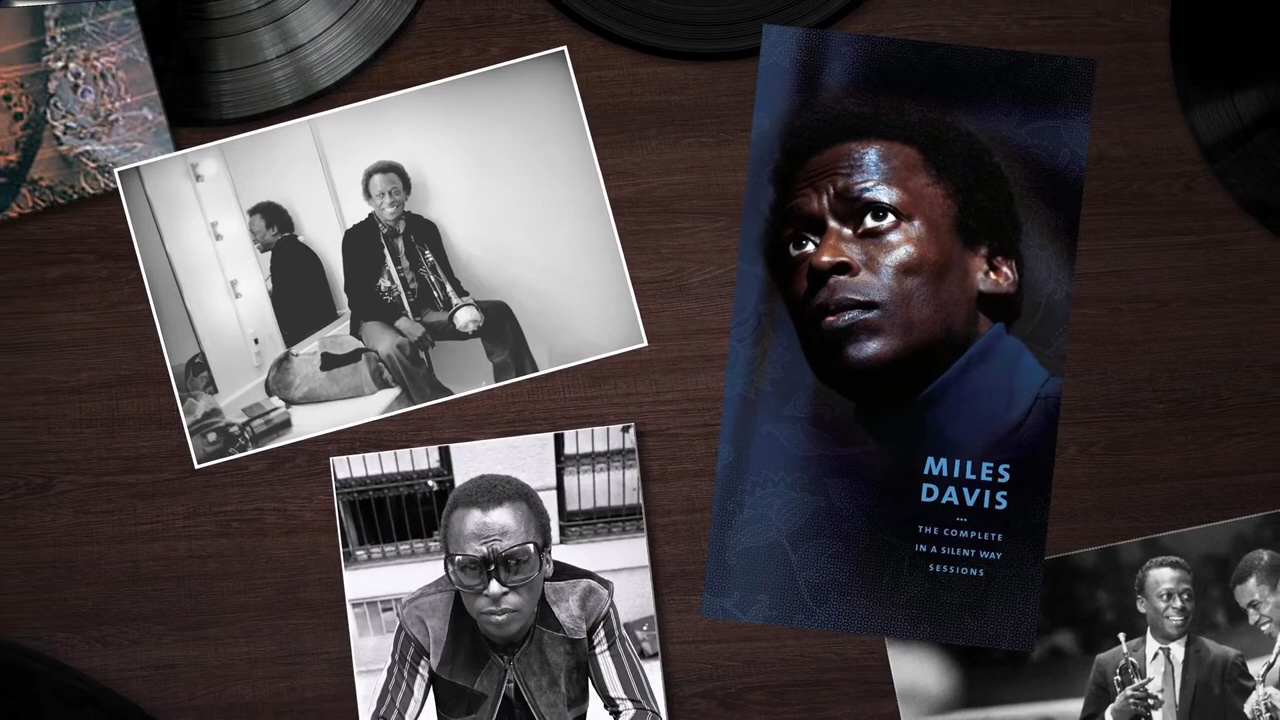 MILES
DAVIS
...
THE COMPLETE
IN A SILENT WAY
SESSIONS